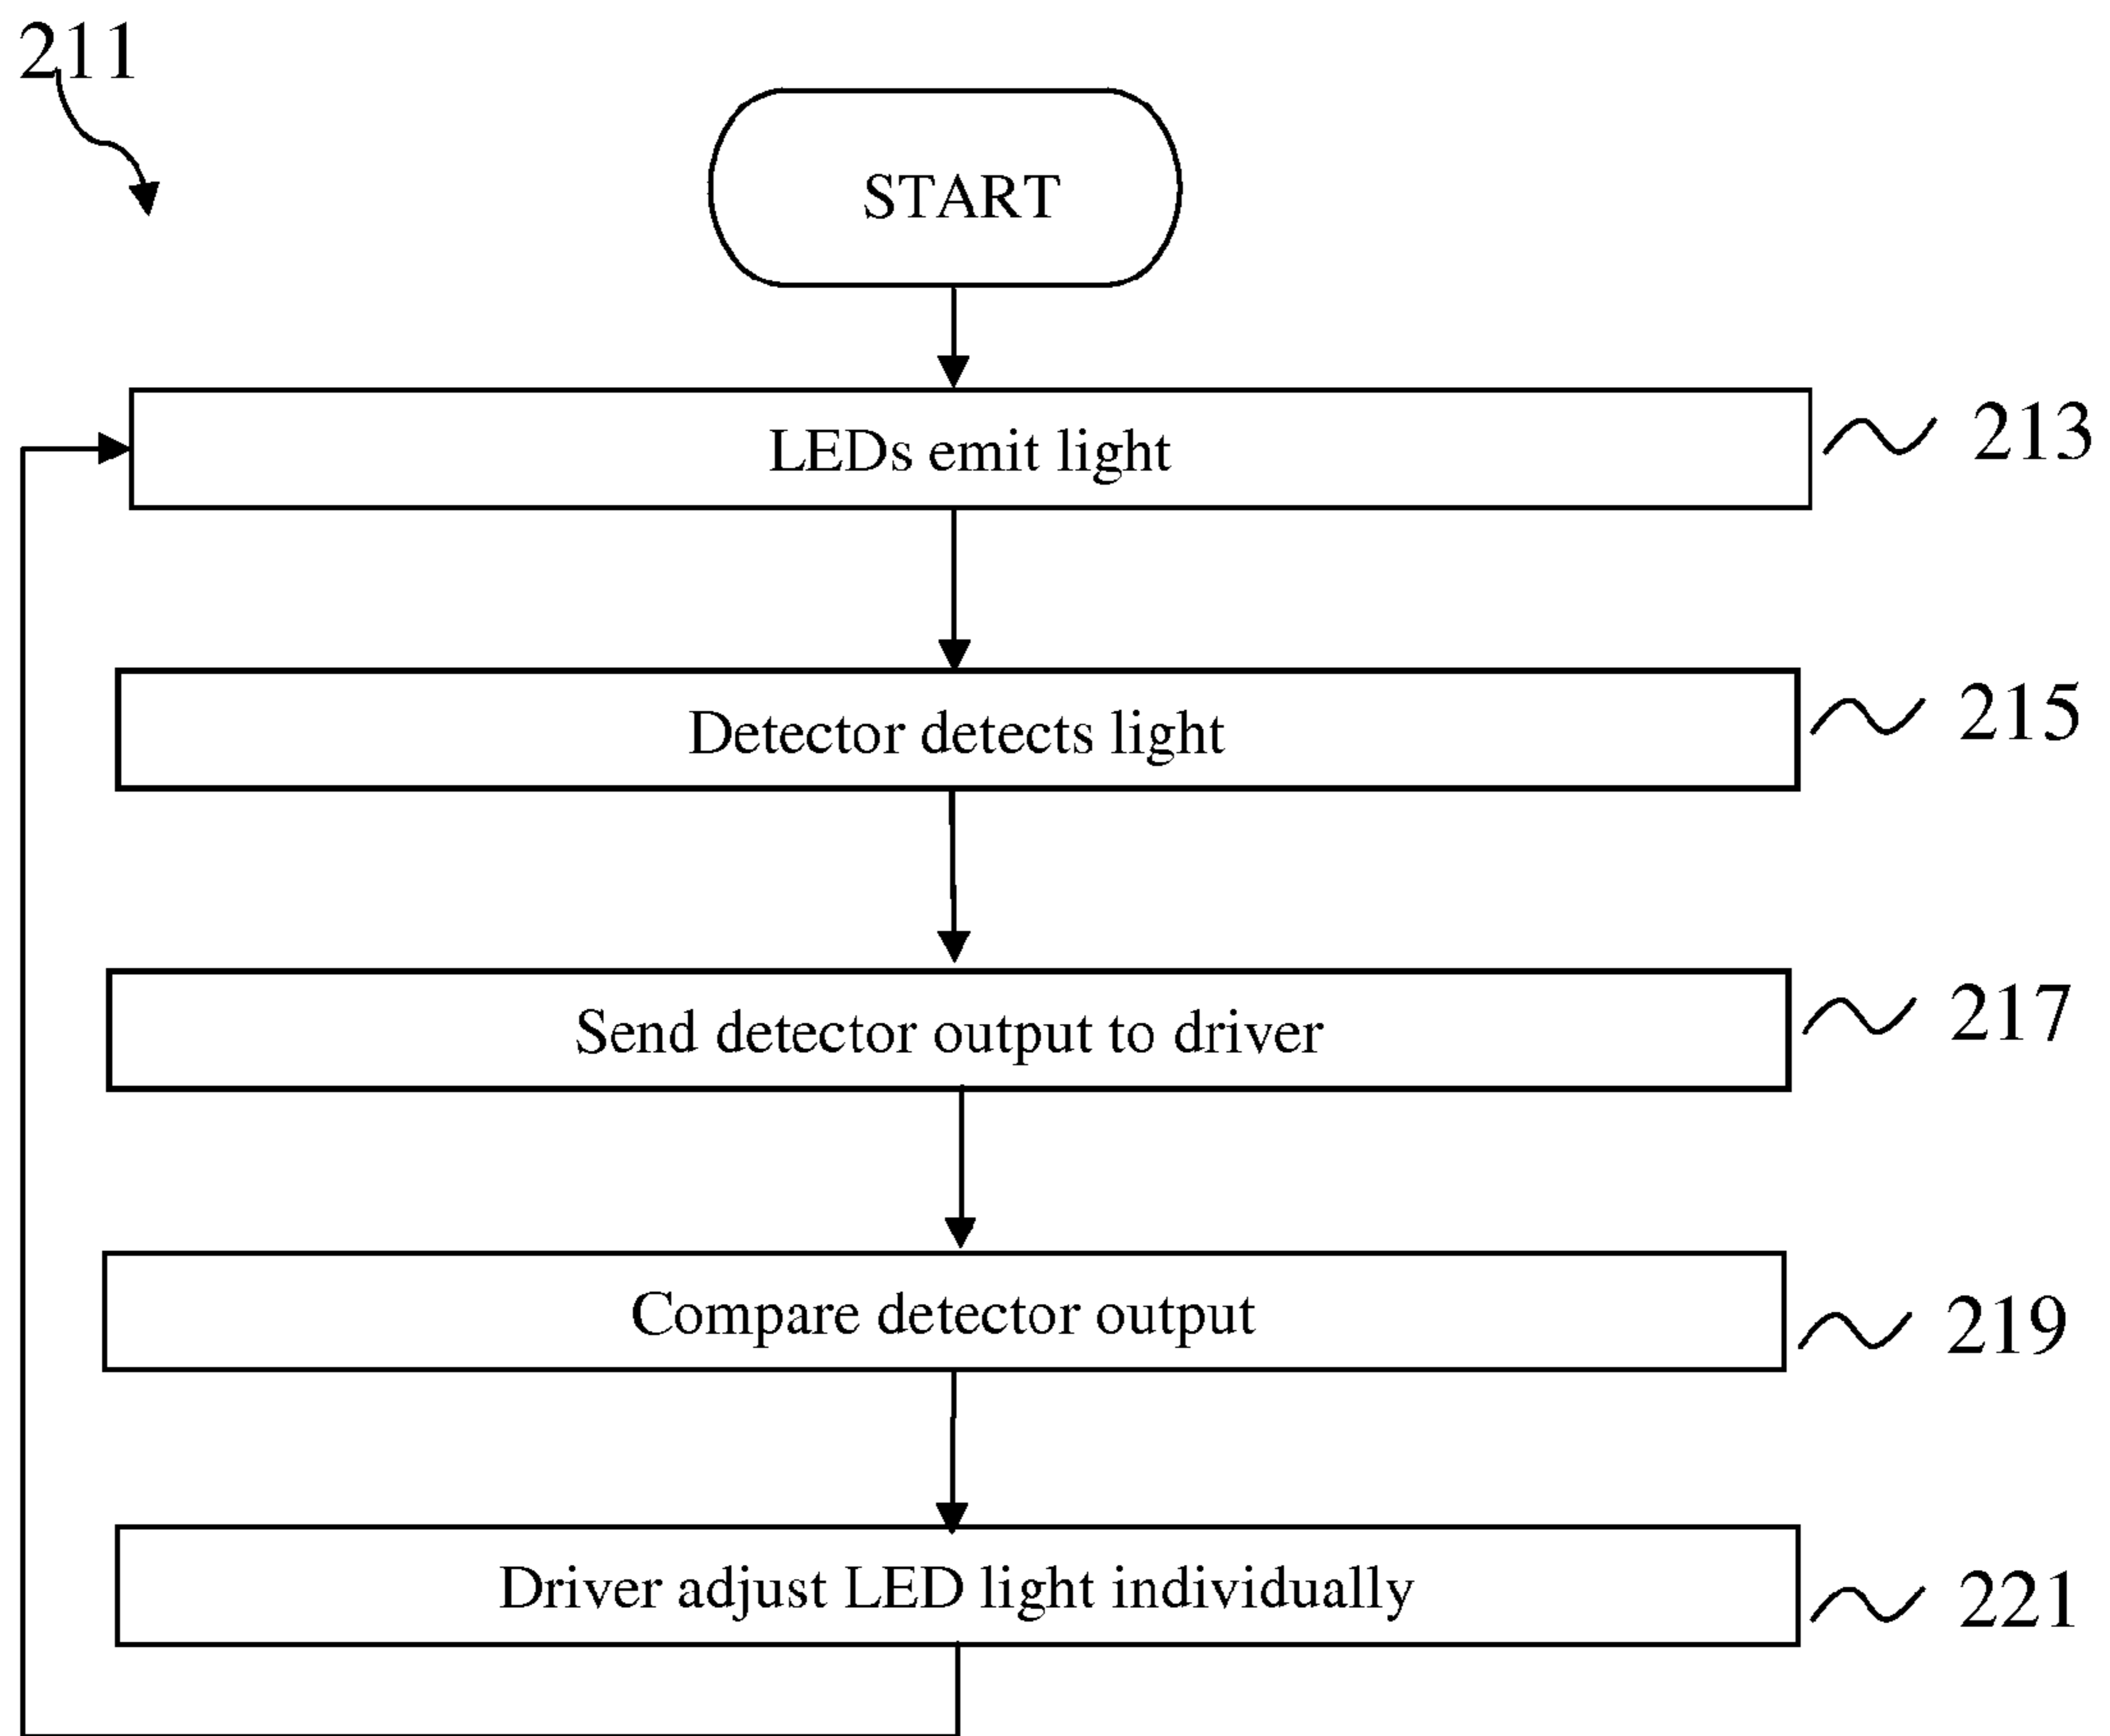 211
START
LEDs emit light
213
Detector detects light
215
Send detector output to driver
217
Compare detector output
219
Driver adjust LED light individually
221